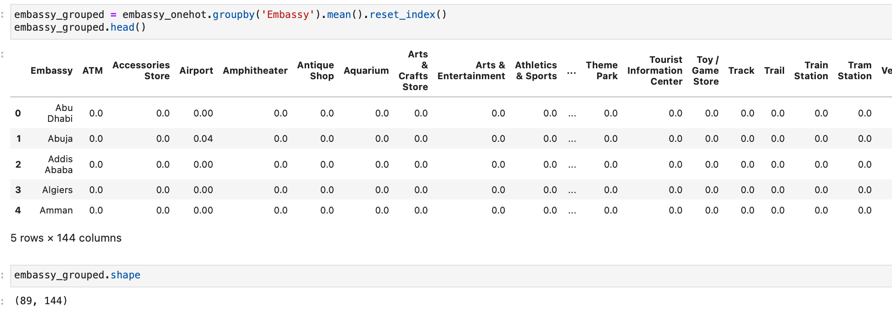 embassy_grouped = embassy_onehot.groupby('Embassy').mean().reset_index()
embassy_grouped.head()
Embassy ATM Accessories Store Airport Amphitheater Antique Shop Aquarium Arts & Crafts Store Arts & Entertainment Athletics & Sports ... Theme Park Tourist Information Center Toy / Game Store Track Trail Train Station Tram Station Ve
0 Abu Dhabi 0.0 0.0 0.00 0.0 0.0 0.0 0.0 0.0 0.0 ... 0.0 0.0 0.0 0.0 0.0 0.0 0.0
1 Abuja 0.0 0.0 0.04 0.0 0.0 0.0 0.0 0.0 0.0 ... 0.0 0.0 0.0 0.0 0.0 0.0 0.0
2 Addis Ababa 0.0 0.0 0.00 0.0 0.0 0.0 0.0 0.0 0.0 ... 0.0 0.0 0.0 0.0 0.0 0.0 0.0
3 Algiers 0.0 0.0 0.00 0.0 0.0 0.0 0.0 0.0 0.0 ... 0.0 0.0 0.0 0.0 0.0 0.0 0.0
4 Amman 0.0 0.0 0.00 0.0 0.0 0.0 0.0 0.0 0.0 ... 0.0 0.0 0.0 0.0 0.0 0.0 0.0
5 rows × 144 columns
embassy_grouped.shape
(89, 144)